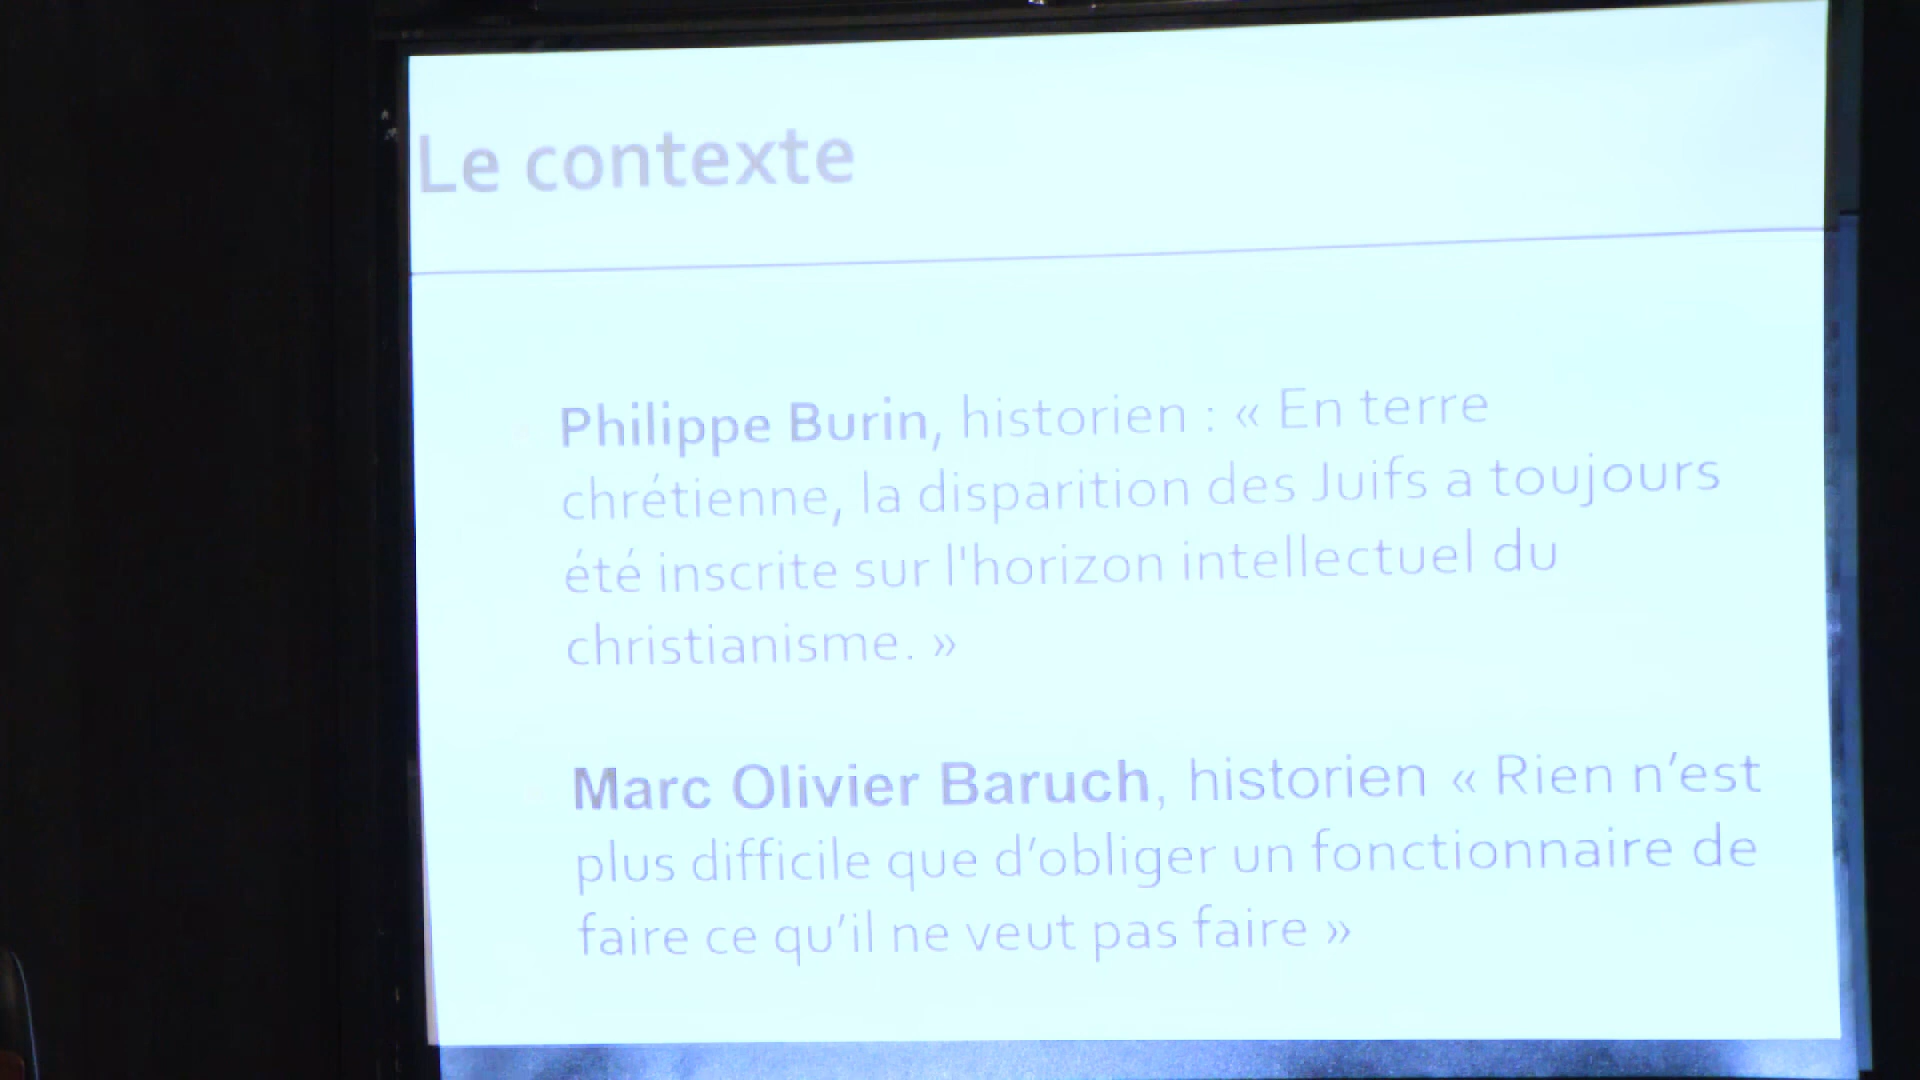 Le contexte
Philippe Burin, historien : « En terre
chrétienne, la disparition des Juifs a toujours
été inscrite sur l'horizon intellectuel du
christianisme. »
Marc Olivier Baruch, historien « Rien n’est
plus difficile que d’obliger un fonctionnaire de
faire ce qu’il ne veut pas faire »